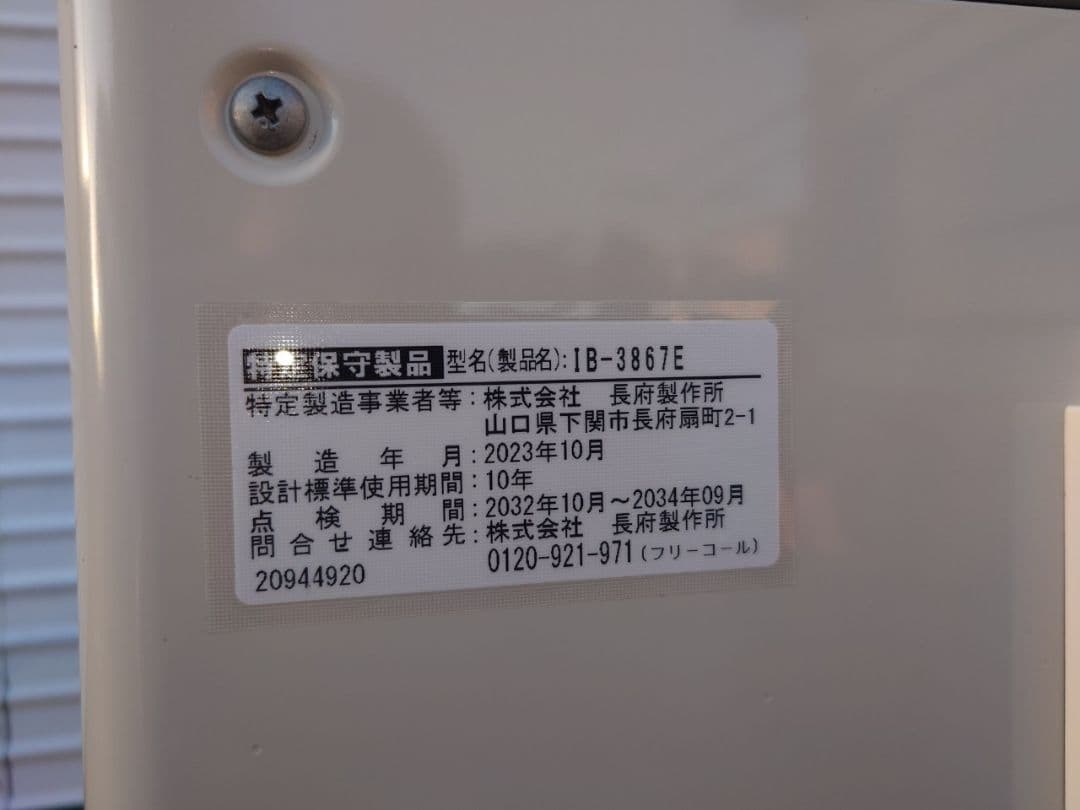 特定保守製品 型名(製品名):IB-3867E
特定製造事業者等:株式会社 長府製作所
山口県下関市長府扇町2-1
製造年月:2023年10月
設計標準使用期間:10年
点検期間:2032年10月～2034年09月
問合せ連絡先:株式会社 長府製作所
0120-921-971(フリーコール)
20944920